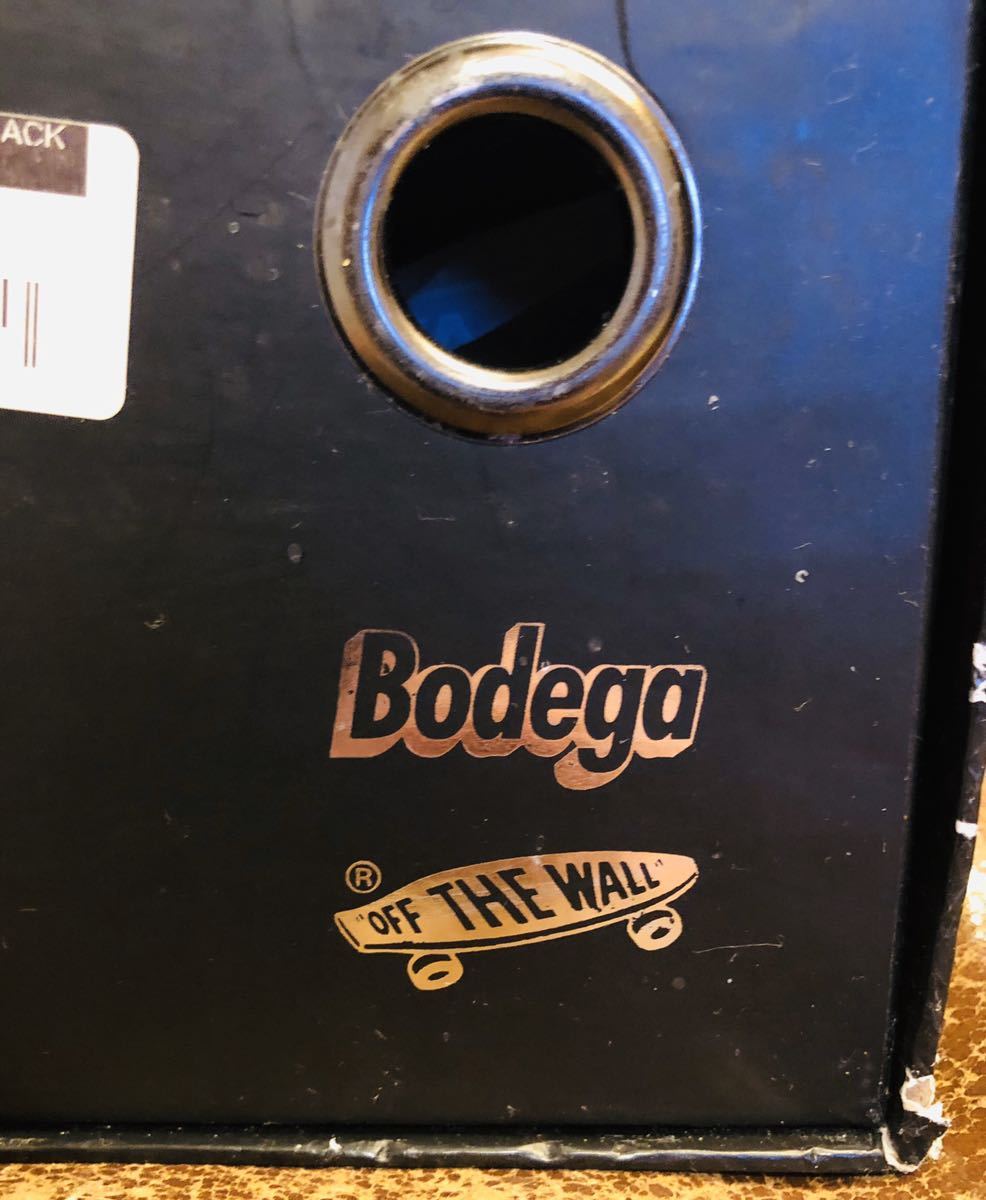 ACK
Bodega
® "OFF THE WALL"